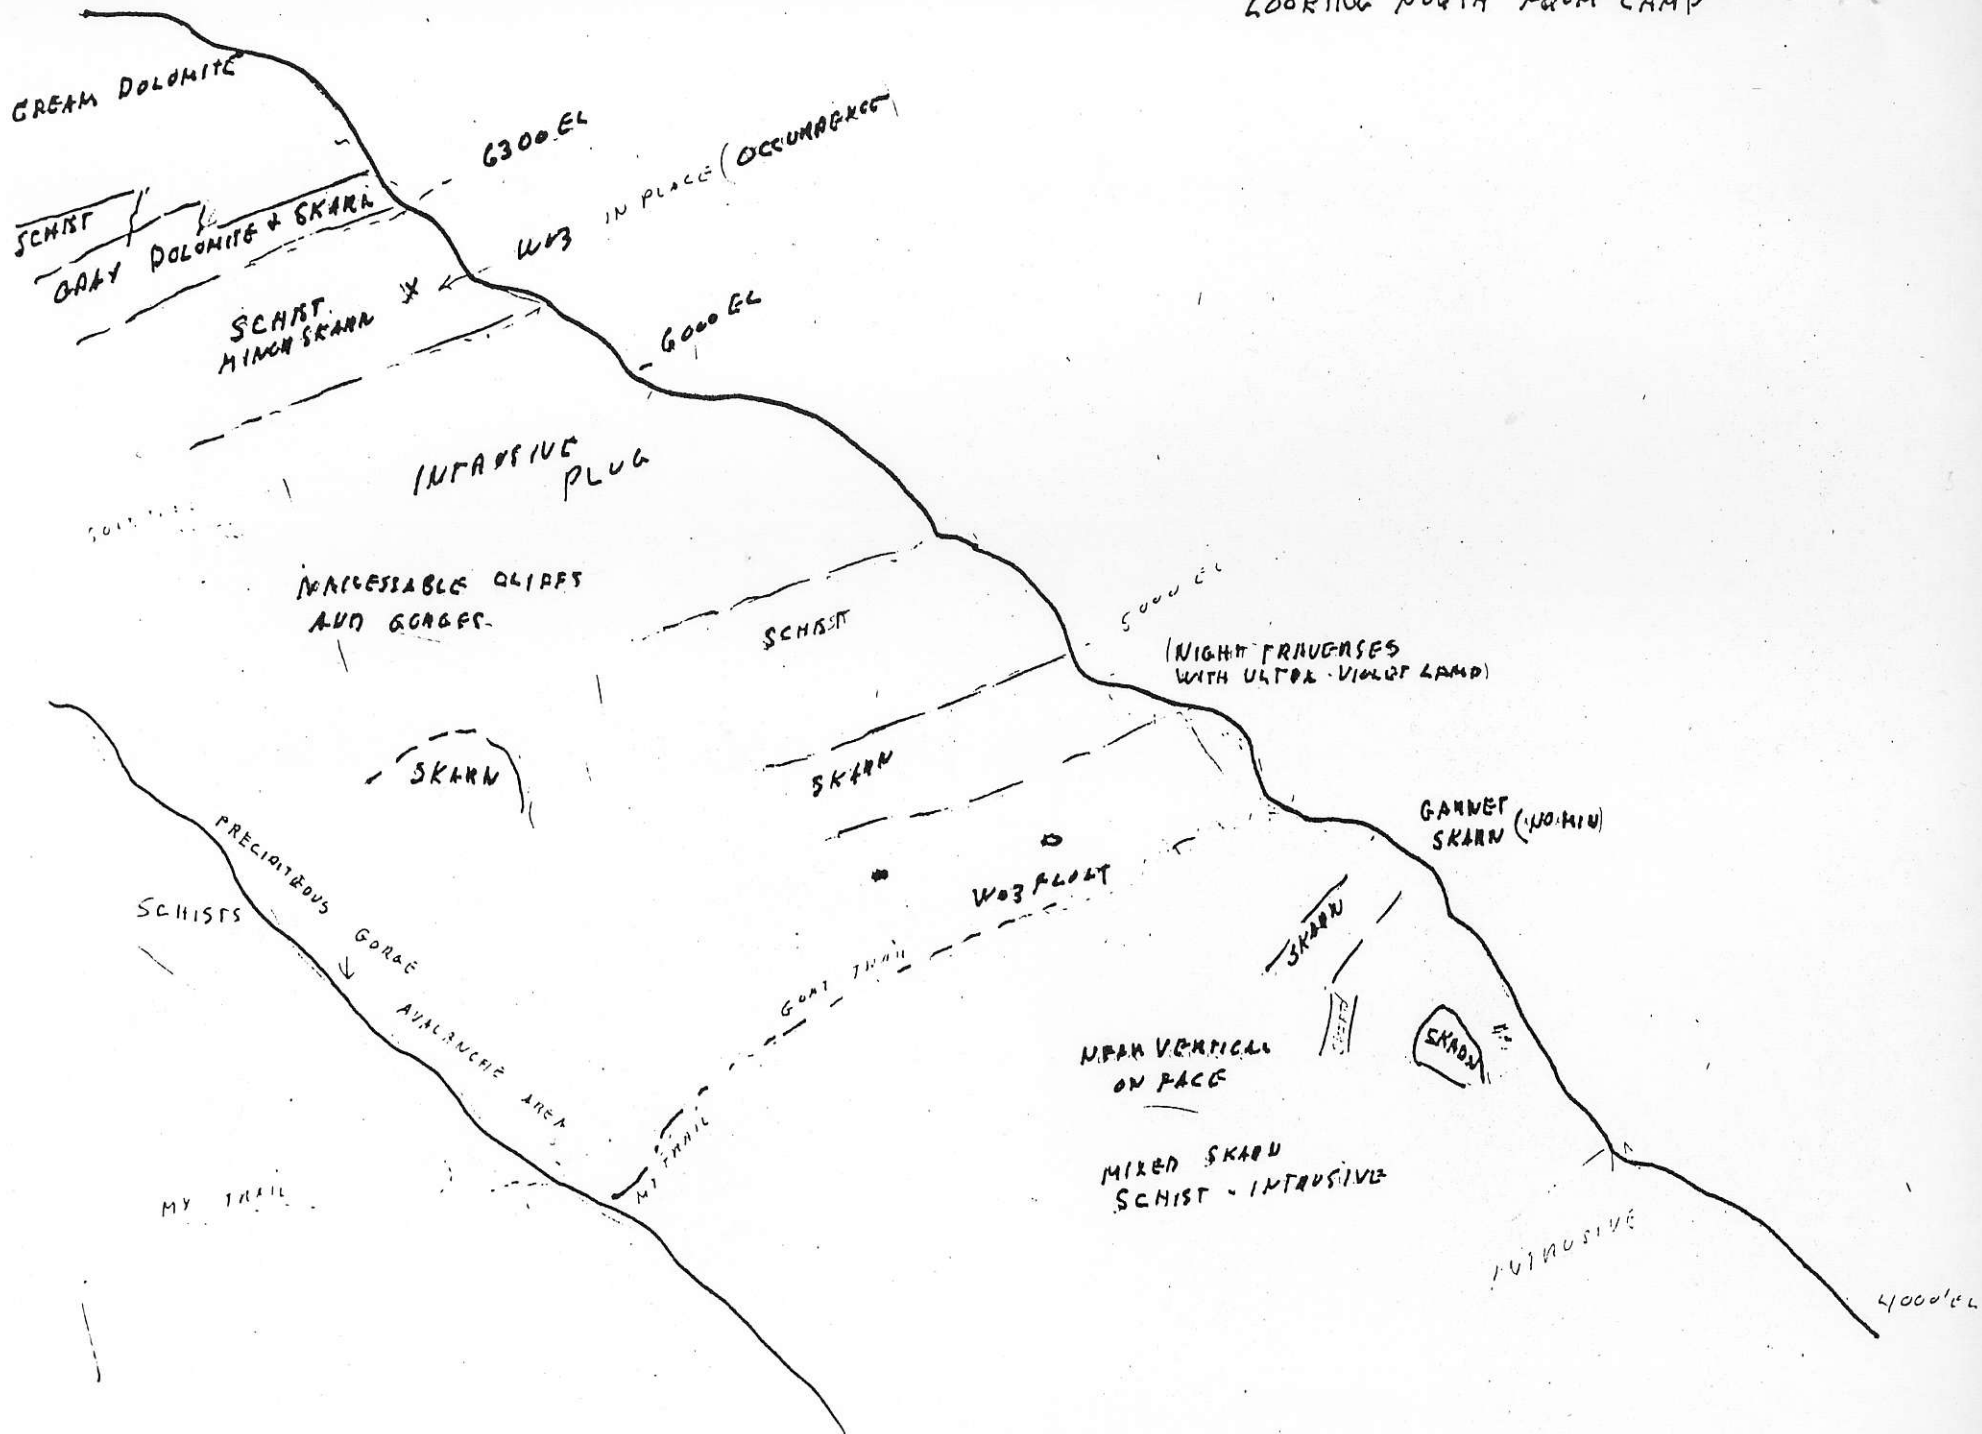 LOOKING NORTH FROM CAMP
CREAM DOLOMITE
6300 EL
WO3 IN PLACE (OCCURRENCE
SCHIST
GRAY DOLOMITE & SKARN
SCHIST
MINOR SKARN
X
6000 EL
INTRUSIVE
PLUG
INACCESSABLE CLIFFS
AND GORGES
SCHIST
5000 EL
(NIGHT TRAVERSES
WITH ULTRA-VIOLET LAMP)
SKARN
SKARN
GARNET
SKARN (NO MIN)
PRECIPITEOUS GORGE
AVALANCHE AREA
WO3 FLOAT
SCHISTS
SKARN
GOAT TRAIL
NEAR VERTICAL
ON FACE
SKARN
MY TRAIL
MY TRAIL
MIXED SKARN
SCHIST - INTRUSIVE
INTRUSIVE
4000' EL